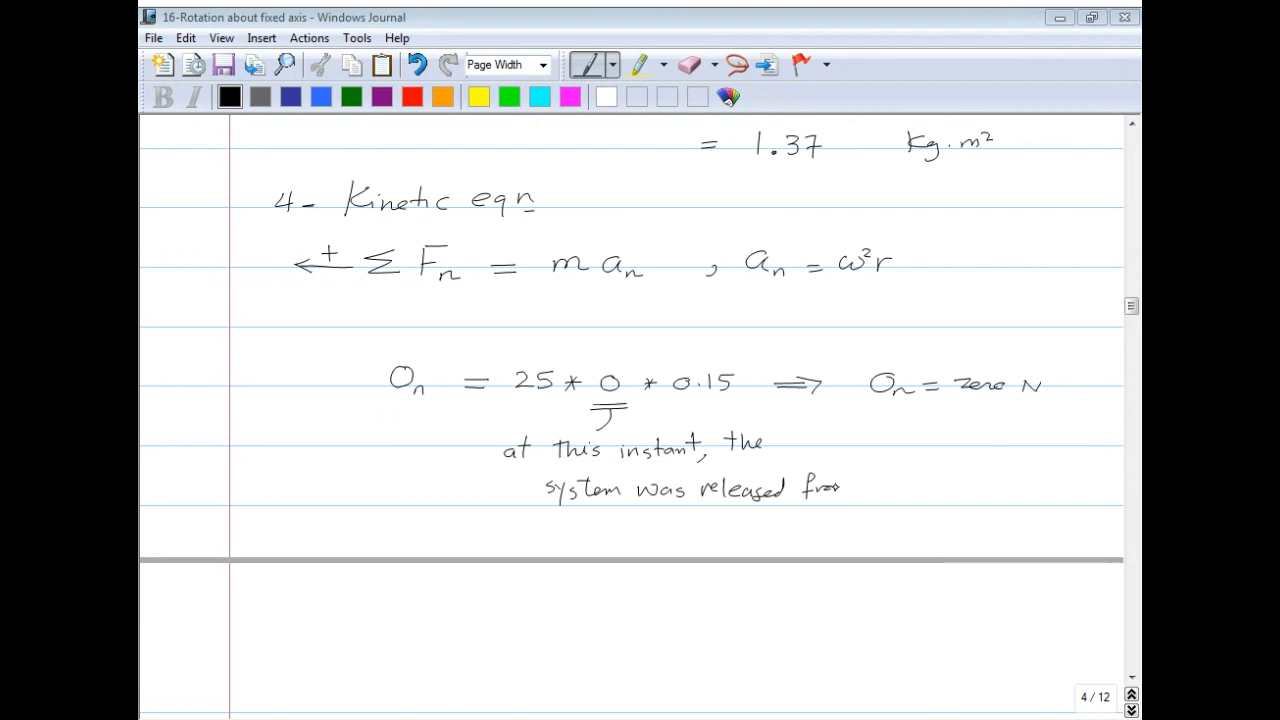 16-Rotation about fixed axis - Windows Journal
File Edit View Insert Actions Tools Help
Page Width
B I
= 1.37 Kg.m²
4- Kinetic eqn
← + Σ Fn = m an , an = ω²r
On = 25 * 0 * 0.15 ⟹ On = zero N
at this instant, the
system was released
4 / 12